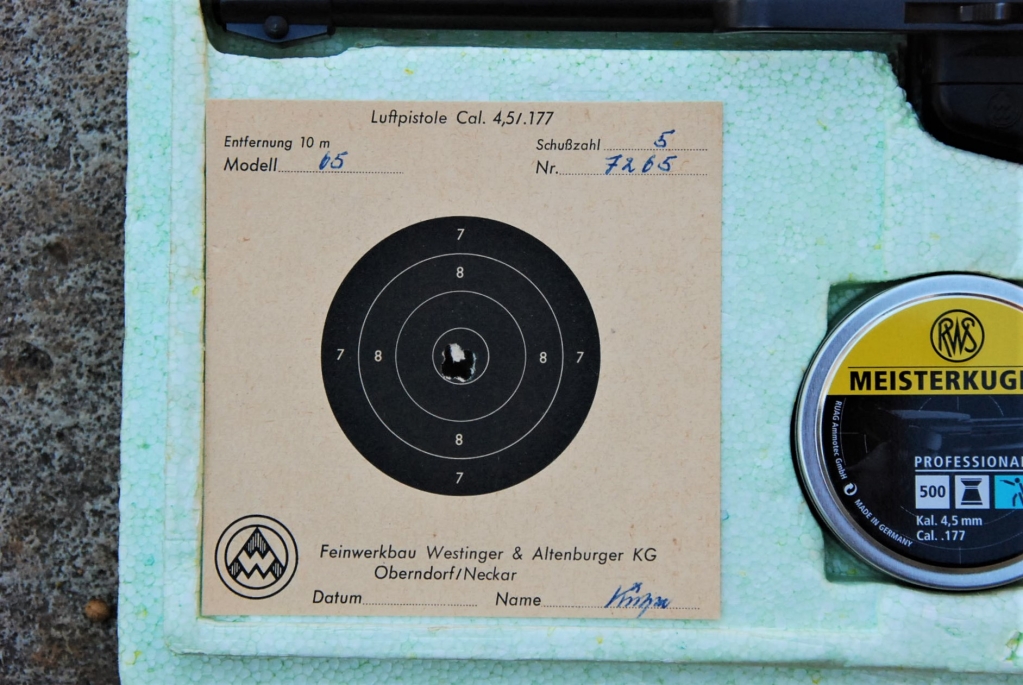 Luftpistole Cal. 4,5/.177
Entfernung 10 m
Schußzahl 5
Modell 65
Nr. 7265
7
8
7 8 8 7
8
7
Feinwerkbau Westinger & Altenburger KG
Oberndorf/Neckar
Datum
Name
RWS
MEISTERKUGE
RUAG Ammotec GmbH
PROFESSIONAL
500
Kal. 4,5 mm
Cal. .177
MADE IN GERMANY